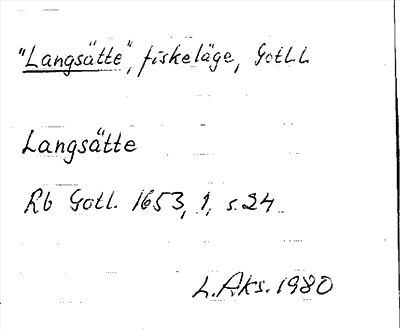 "Langsätte", fiskeläge, Gotl L
Langsätte
Rb Gotl. 1653, 1, s. 24
L. Aks. 1980